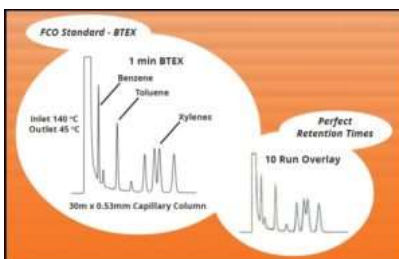 FCO Standard - BTEX
1 min BTEX
Benzene
Toluene
Xylenes
Inlet 140 °C
Outlet 45 °C
30m x 0.53mm Capillary Column
Perfect
Retention Times
10 Run Overlay